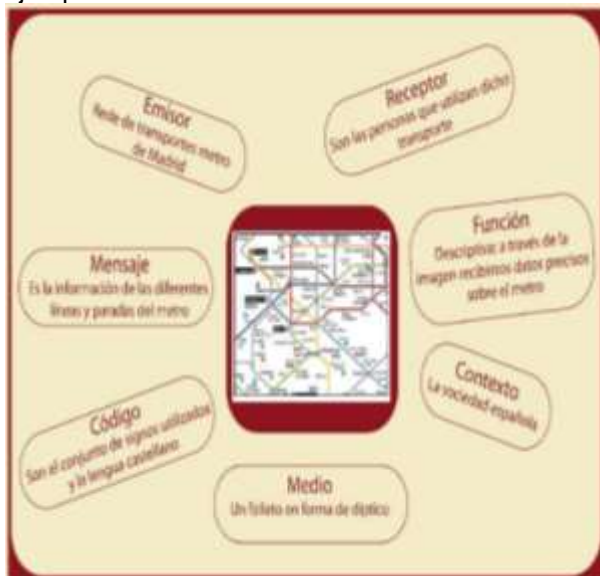 Emisor
Rede de transportes metro
de Madrid
Receptor
Son las personas que utilizan dicho
transporte
Función
Descriptiva: a través de la
imagen recibimos datos precisos
sobre el metro
Mensaje
Es la información de las diferentes
líneas y paradas del metro
Contexto
La sociedad española
Código
Son el conjunto de signos utilizados
y la lengua castellano
Medio
Un folleto en forma de díptico